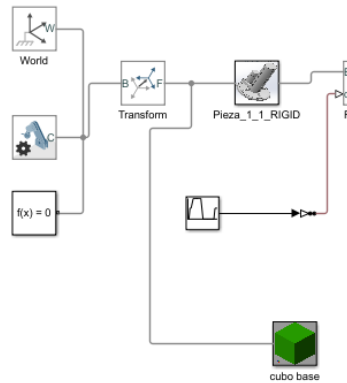 W
World
C
f(x) = 0
B
F
Transform
Pieza_1_1_RIGID
cubo base